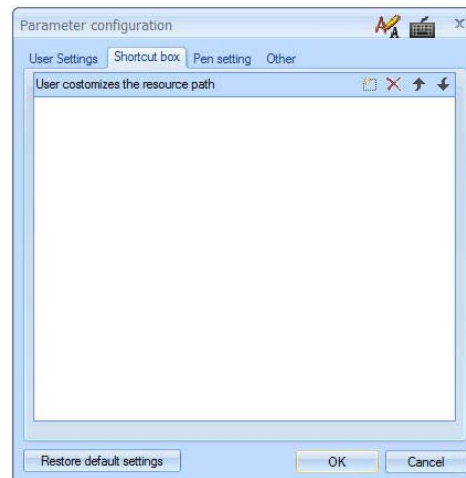 Parameter configuration
User Settings Shortcut box Pen setting Other
User costomizes the resource path
Restore default settings OK Cancel